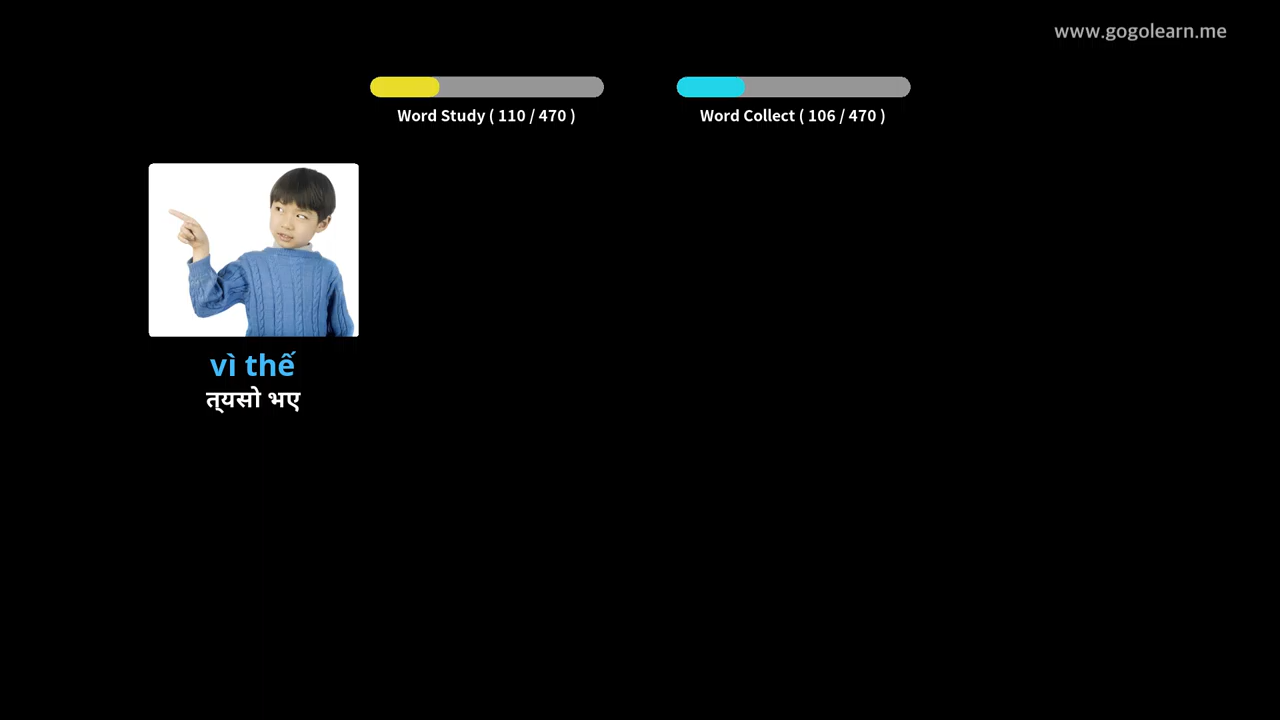 www.gogolearn.me
Word Study ( 110 / 470 )
Word Collect ( 106 / 470 )
vì thế
त्यसो भए